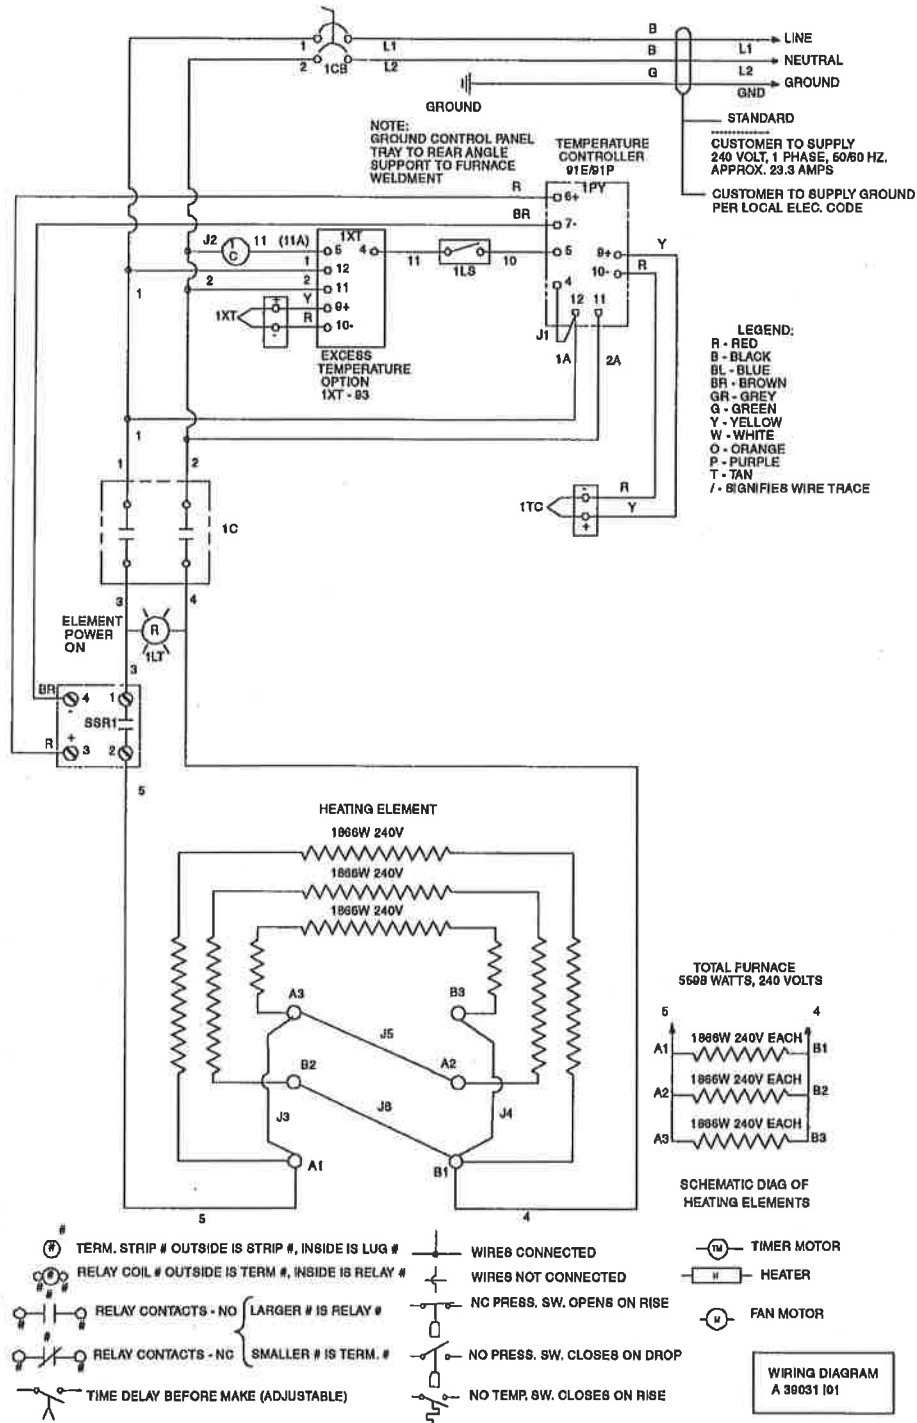 1
L1
B
LINE
2
1CB
L2
B
L1
NEUTRAL
G
L2
GROUND
GND
GROUND
STANDARD
NOTE:
GROUND CONTROL PANEL
TRAY TO REAR ANGLE
SUPPORT TO FURNACE
WELDMENT
TEMPERATURE
CONTROLLER
91E/91P
CUSTOMER TO SUPPLY
240 VOLT, 1 PHASE, 50/60 HZ.
APPROX. 23.3 AMPS
CUSTOMER TO SUPPLY GROUND
PER LOCAL ELEC. CODE
R
6+
1PY
BR
7-
J2
1
C
11
(11A)
1XT
5
4
11
1LS
10
5
9+
Y
1
12
10-
R
1
2
2
11
4
Y
9+
12
11
1XT
+
-
R
10-
J1
1A
2A
EXCESS
TEMPERATURE
OPTION
1XT - 93
LEGEND:
R - RED
B - BLACK
BL - BLUE
BR - BROWN
GR - GREY
G - GREEN
Y - YELLOW
W - WHITE
O - ORANGE
P - PURPLE
T - TAN
/ - SIGNIFIES WIRE TRACE
1
1
2
1TC
-
+
R
Y
1C
3
4
ELEMENT
POWER
ON
R
1LT
3
BR
4
1
-
SSR1
+
R
3
2
5
HEATING ELEMENT
1866W 240V
1866W 240V
1866W 240V
A3
B3
J5
B2
A2
J3
J6
J4
A1
B1
5
4
TOTAL FURNACE
5598 WATTS, 240 VOLTS
5
4
1866W 240V EACH
A1
B1
1866W 240V EACH
A2
B2
1866W 240V EACH
A3
B3
SCHEMATIC DIAG OF
HEATING ELEMENTS
#
#
TERM. STRIP # OUTSIDE IS STRIP #, INSIDE IS LUG #
WIRES CONNECTED
TM
TIMER MOTOR
#
# #
RELAY COIL # OUTSIDE IS TERM #, INSIDE IS RELAY #
WIRES NOT CONNECTED
H
HEATER
# # #
RELAY CONTACTS - NO
LARGER # IS RELAY #
NC PRESS. SW. OPENS ON RISE
M
FAN MOTOR
# # #
RELAY CONTACTS - NC
SMALLER # IS TERM. #
NO PRESS. SW. CLOSES ON DROP
TIME DELAY BEFORE MAKE (ADJUSTABLE)
NO TEMP. SW. CLOSES ON RISE
WIRING DIAGRAM
A 39031 I01